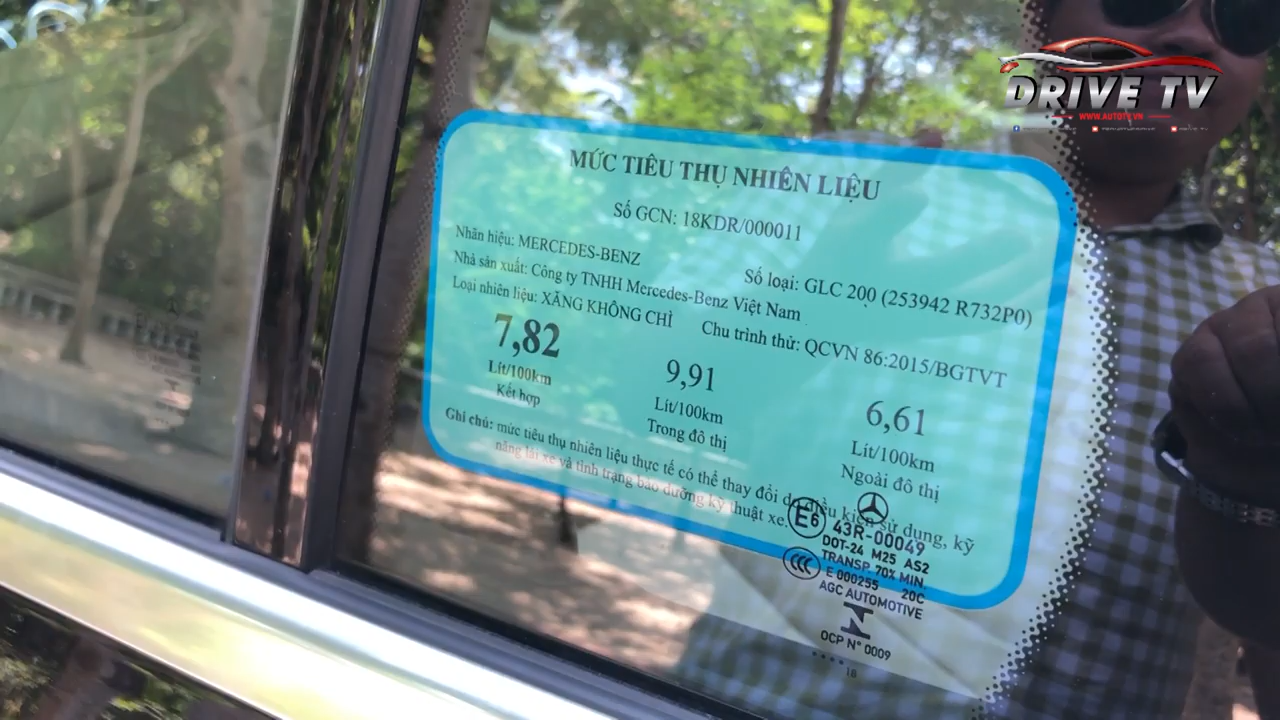 DRIVE TV
WWW.AUTOTV.VN
MỨC TIÊU THỤ NHIÊN LIỆU
Số GCN: 18KDR/000011
Nhãn hiệu: MERCEDES-BENZ
Số loại: GLC 200 (253942 R732P0)
Nhà sản xuất: Công ty TNHH Mercedes-Benz Việt Nam
Loại nhiên liệu: XĂNG KHÔNG CHÌ
Chu trình thử: QCVN 86:2015/BGTVT
7,82
Lít/100km
Kết hợp
9,91
Lít/100km
Trong đô thị
6,61
Lít/100km
Ngoài đô thị
Ghi chú: mức tiêu thụ nhiên liệu thực tế có thể thay đổi do điều kiện sử dụng, kỹ
năng lái xe và tình trạng bảo dưỡng kỹ thuật xe.
E6 43R-00049
DOT-24 M25 AS2
CCC TRANSP 70% MIN
E 000255 20C
AGC AUTOMOTIVE
OCP N° 0009
18